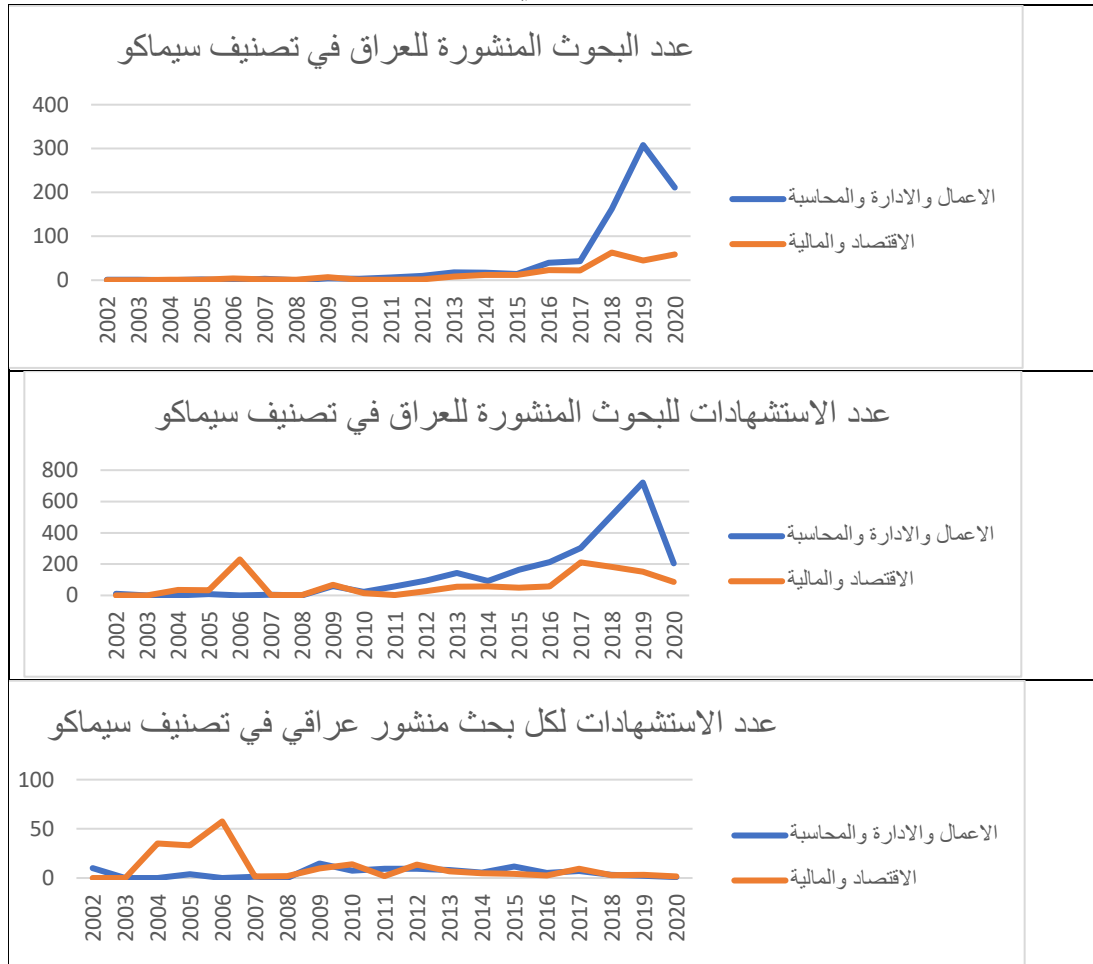 عدد البحوث المنشورة للعراق في تصنيف سيماكو
400
300
200
100
0
2002 2003 2004 2005 2006 2007 2008 2009 2010 2011 2012 2013 2014 2015 2016 2017 2018 2019 2020
الاعمال والادارة والمحاسبة
الاقتصاد والمالية
عدد الاستشهادات للبحوث المنشورة للعراق في تصنيف سيماكو
800
600
400
200
0
2002 2003 2004 2005 2006 2007 2008 2009 2010 2011 2012 2013 2014 2015 2016 2017 2018 2019 2020
الاعمال والادارة والمحاسبة
الاقتصاد والمالية
عدد الاستشهادات لكل بحث منشور عراقي في تصنيف سيماكو
100
50
0
2002 2003 2004 2005 2006 2007 2008 2009 2010 2011 2012 2013 2014 2015 2016 2017 2018 2019 2020
الاعمال والادارة والمحاسبة
الاقتصاد والمالية